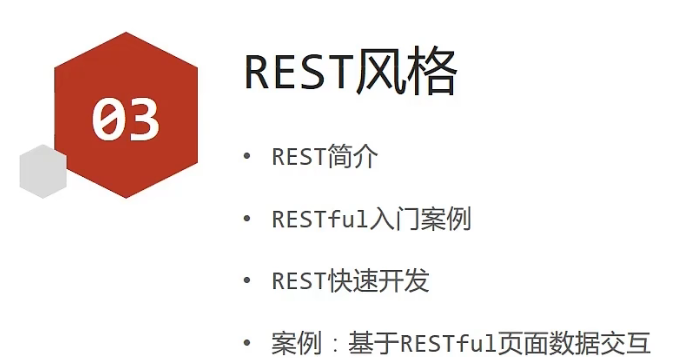 03
REST风格
• REST简介
• RESTful入门案例
• REST快速开发
• 案例：基于RESTful页面数据交互